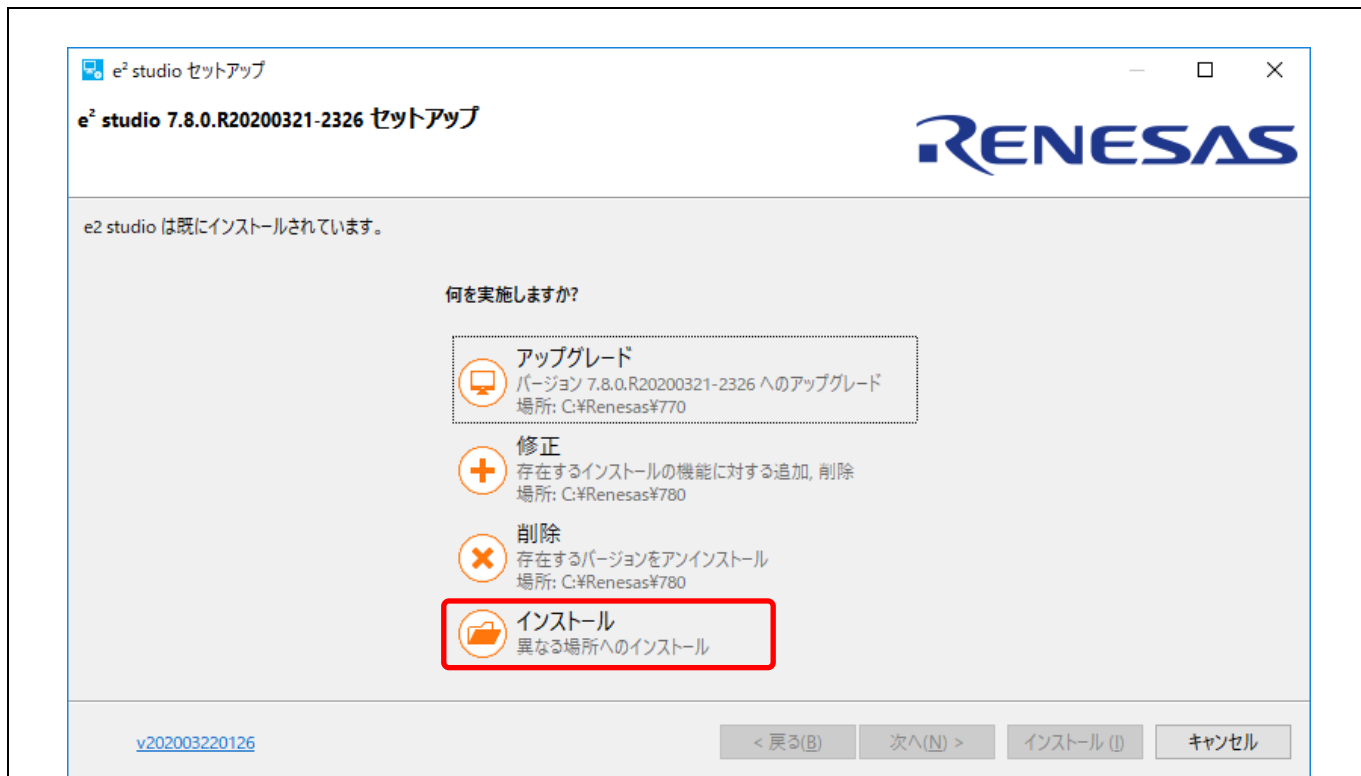 e² studio セットアップ
e² studio 7.8.0.R20200321-2326 セットアップ
RENESAS
e2 studio は既にインストールされています。
何を実施しますか?
アップグレード
バージョン 7.8.0.R20200321-2326 へのアップグレード
場所: C:¥Renesas¥770
修正
存在するインストールの機能に対する追加, 削除
場所: C:¥Renesas¥780
削除
存在するバージョンをアンインストール
場所: C:¥Renesas¥780
インストール
異なる場所へのインストール
v202003220126 < 戻る(B) 次へ(N) > インストール (I) キャンセル